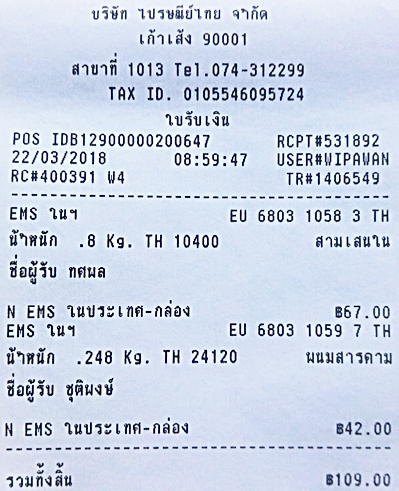 บริษัท ไปรษณีย์ไทย จำกัด
เก้าเส้ง 90001
สาขาที่ 1013 Tel.074-312299
TAX ID. 0105546095724
ใบรับเงิน
POS IDB12900000200647 RCPT#531892
22/03/2018 08:59:47 USER#WIPAWAN
RC#400391 W4 TR#1406549
EMS ในฯ EU 6803 1058 3 TH
น้ำหนัก .8 Kg. TH 10400 สามเสนใน
ชื่อผู้รับ ทศผล
N EMS ในประเทศ-กล่อง ฿67.00
EMS ในฯ EU 6803 1059 7 TH
น้ำหนัก .248 Kg. TH 24120 พนมสารคาม
ชื่อผู้รับ ชุติพงษ์
N EMS ในประเทศ-กล่อง ฿42.00
รวมทั้งสิ้น ฿109.00